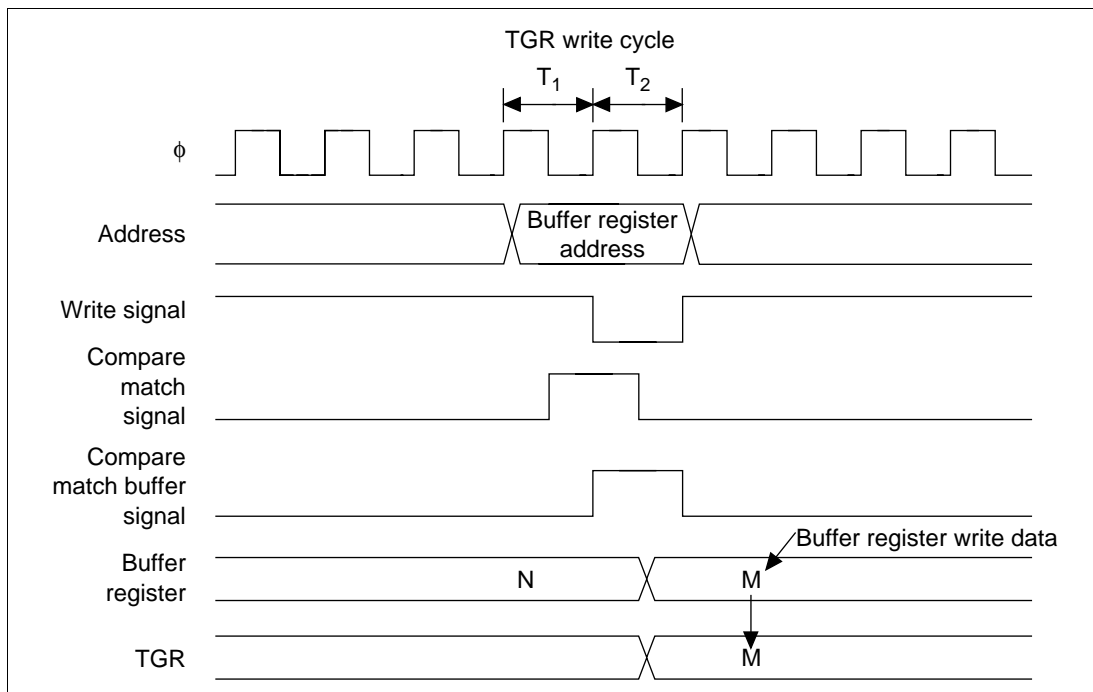 TGR write cycle
T1 T2
ϕ
Address
Buffer register
address
Write signal
Compare
match
signal
Compare
match buffer
signal
Buffer register write data
Buffer
register
N M
TGR
M